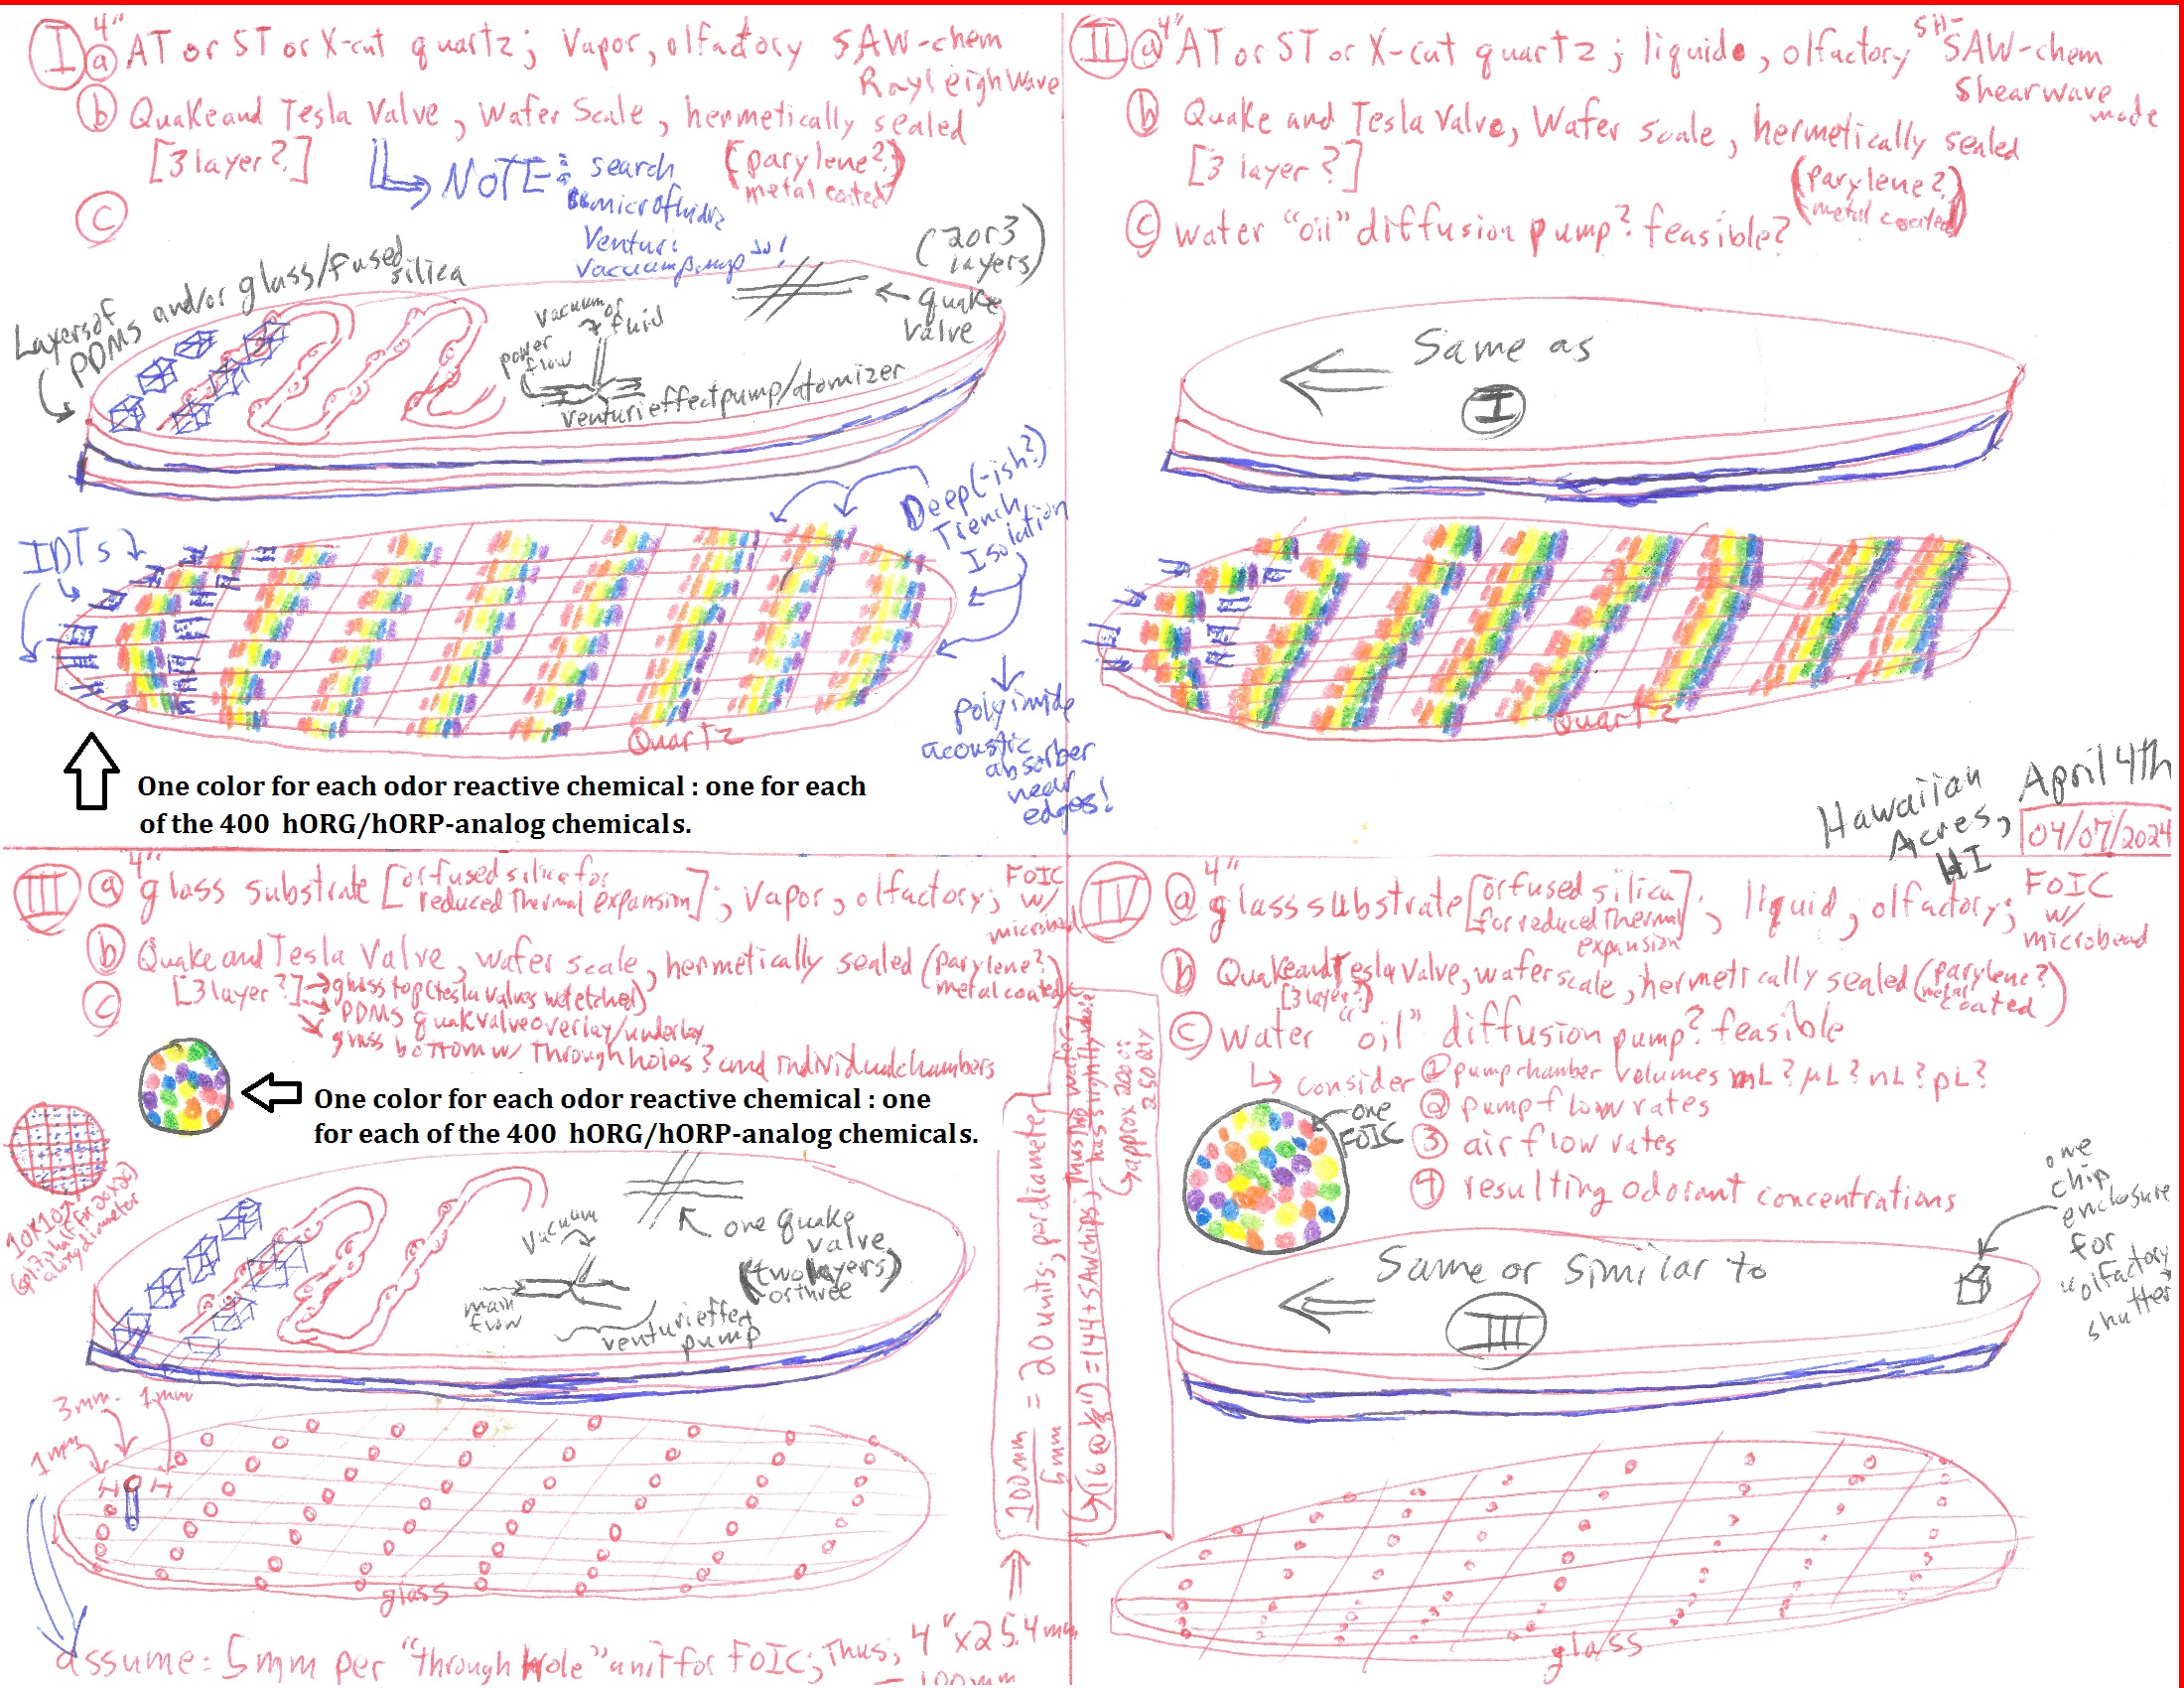 I 4"
a AT or ST or X-cut quartz; Vapor, olfactory SAW-chem
Rayleigh Wave
b Quake and Tesla Valve, Wafer Scale, hermetically sealed
[3 layer?]
(parylene?
metal coated)
NOTE: search
"microfluidic
Venturi
vacuum pump"!
c
Layers of
PDMS and/or glass/fused
silica
(2 or 3
layers)
quake
valve
vacuum or
fluid
power
flow
venturi effect pump/atomizer
IDTs
Deep(-ish?)
Trench
Isolation
polyimide
acoustic
absorber
near
edges!
Quartz
One color for each odor reactive chemical : one for each
of the 400 hORG/hORP-analog chemicals.
II 4"
a AT or ST or X-cut quartz; liquid, olfactory SH-SAW-chem
Shearwave
mode
b Quake and Tesla Valve, Wafer scale, hermetically sealed
[3 layer?]
(parylene?
metal coated)
c water "oil" diffusion pump? feasible?
Same as
I
Quartz
Hawaiian
Acres,
HI
April 4th
04/07/2024
III 4"
a glass substrate [or fused silica for
reduced thermal expansion]; vapor, olfactory; FOIC
w/
microbead
b Quake and Tesla Valve, wafer scale, hermetically sealed (parylene?
metal coated)
[3 layer?] → glass top (tesla valves wet etched)
→ PDMS quak valve overlay/underlay
glass bottom w/ through holes? and individual chambers
c
One color for each odor reactive chemical : one
for each of the 400 hORG/hORP-analog chemicals.
10x10
along diameter
one quake
valve
(two layers)
or three
Vacuum
main
flow
venturi effect
pump
3mm
1mm
1mm
glass
assume: 5mm per "through hole" unit for FOIC; Thus; 4" x 25.4mm
= 100mm
100mm
5mm
= 20 units, per diameter
(16 @ 1/8") = 144+ SAW chips
approx 200 or
250 qty
IV 4"
a glass substrate [or fused silica
for reduced thermal
expansion]; liquid, olfactory; FOIC
w/
microbead
b Quake and Tesla Valve, wafer scale, hermetically sealed (parylene?
metal
coated)
[3 layer?]
c water "oil" diffusion pump? feasible
consider 1 pump chamber volumes mL? µL? nL? pL?
2 pump flow rates
3 air flow rates
4 resulting odorant concentrations
one
FOIC
one
chip
enclosure
for
olfactory
shutter
Same or similar to
III
glass